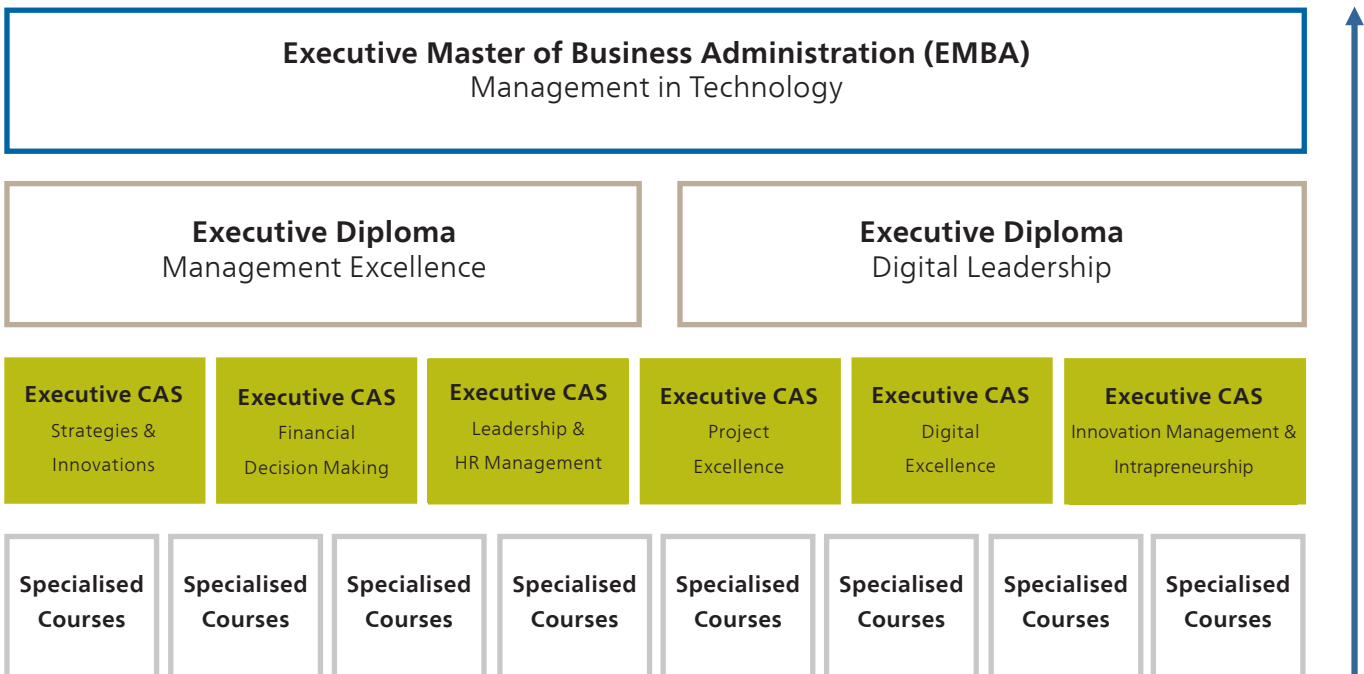 Executive Master of Business Administration (EMBA)
Management in Technology
Executive Diploma
Management Excellence
Executive Diploma
Digital Leadership
Executive CAS
Strategies &
Innovations
Executive CAS
Financial
Decision Making
Executive CAS
Leadership &
HR Management
Executive CAS
Project
Excellence
Executive CAS
Digital
Excellence
Executive CAS
Innovation Management &
Intrapreneurship
Specialised
Courses
Specialised
Courses
Specialised
Courses
Specialised
Courses
Specialised
Courses
Specialised
Courses
Specialised
Courses
Specialised
Courses